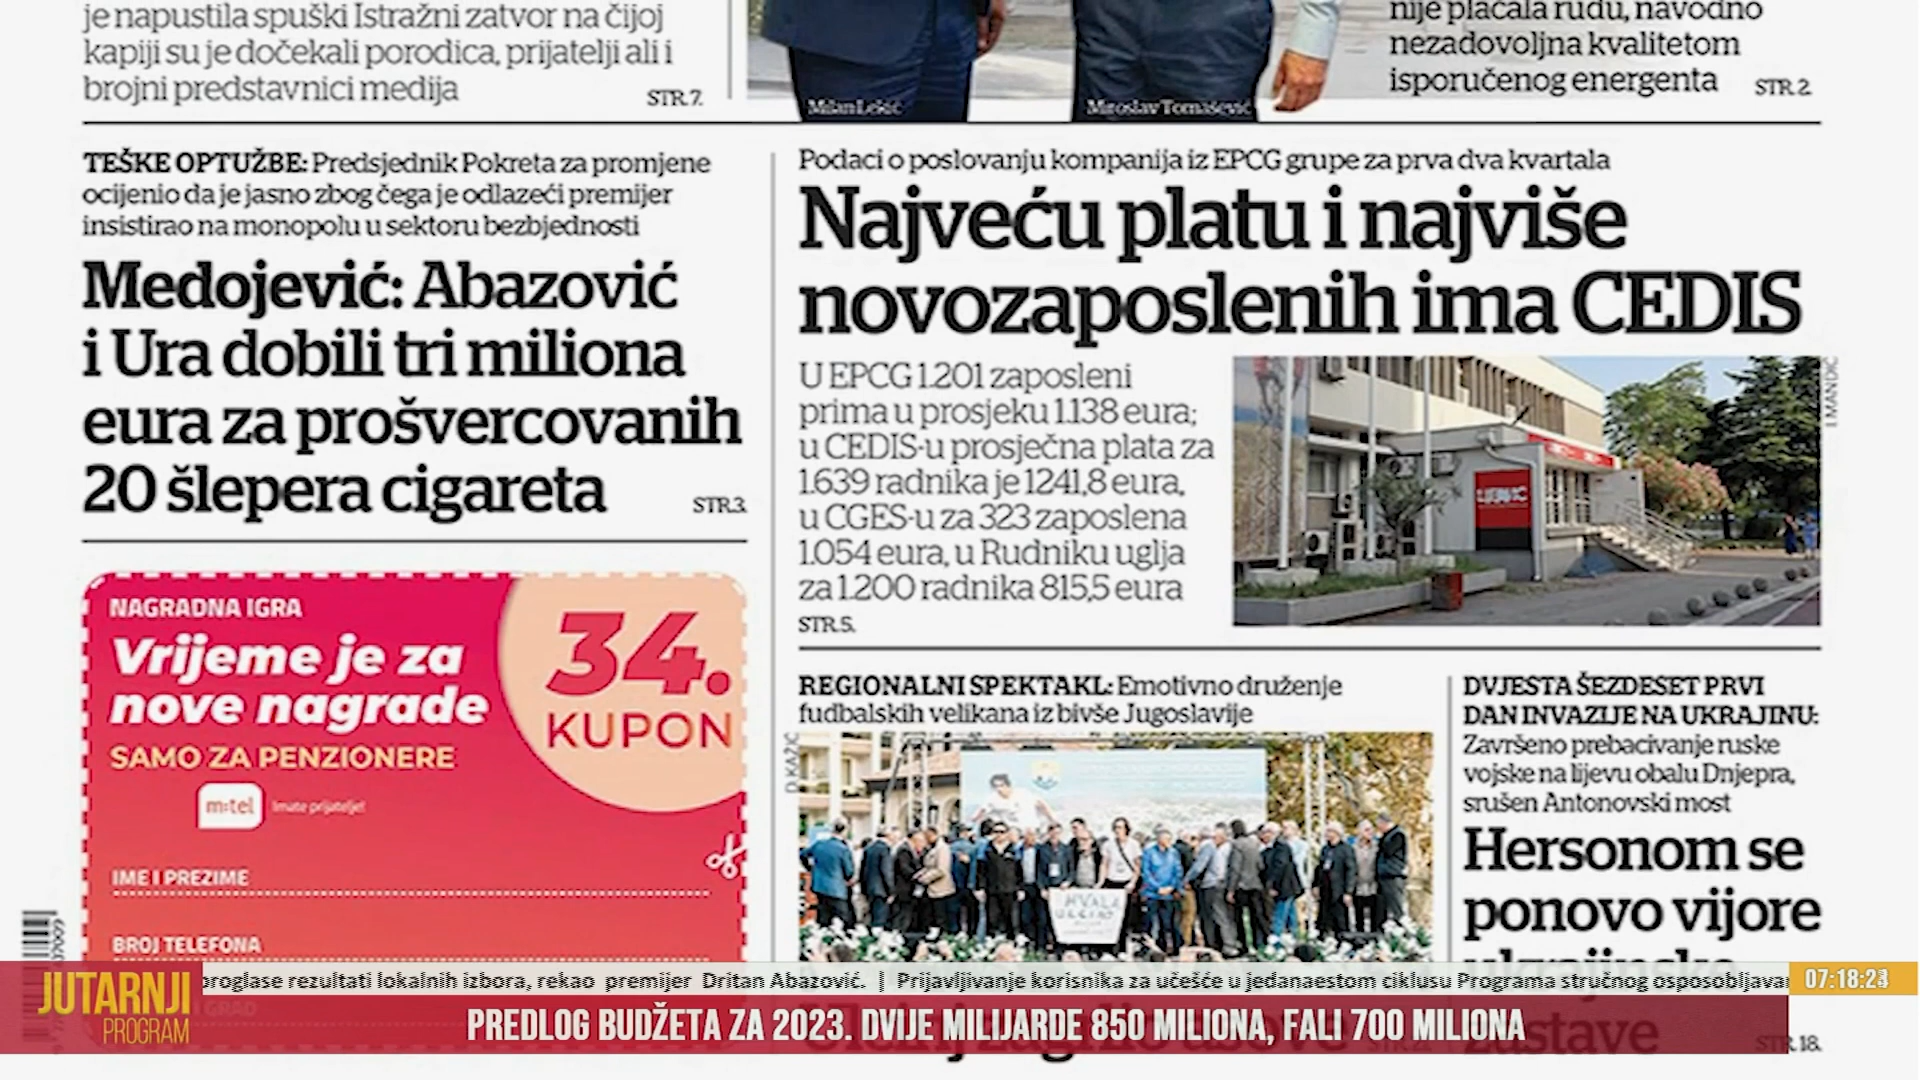 je napustila spuški Istražni zatvor na čijoj
kapiji su je dočekali porodica, prijatelji ali i
brojni predstavnici medija
STR.7.
Milan Lekić
Miroslav Tomašević
nije plaćala rudu, navodno
nezadovoljna kvalitetom
isporučenog energenta
STR.2.
TEŠKE OPTUŽBE: Predsjednik Pokreta za promjene
ocijenio da je jasno zbog čega je odlazeći premijer
insistirao na monopolu u sektoru bezbjednosti
Medojević: Abazović
i Ura dobili tri miliona
eura za prošvercovanih
20 šlepera cigareta
STR.3.
Podaci o poslovanju kompanija iz EPCG grupe za prva dva kvartala
Najveću platu i najviše
novozaposlenih ima CEDIS
U EPCG 1.201 zaposleni
prima u prosjeku 1.138 eura;
u CEDIS-u prosječna plata za
1.639 radnika je 1241,8 eura,
u CGES-u za 323 zaposlena
1.054 eura, u Rudniku uglja
za 1.200 radnika 815,5 eura
STR.5.
I. MANDIĆ
NAGRADNA IGRA
Vrijeme je za
nove nagrade
SAMO ZA PENZIONERE
34.
KUPON
m:tel
Imate prijatelje!
IME I PREZIME
BROJ TELEFONA
GRAD
REGIONALNI SPEKTAKL: Emotivno druženje
fudbalskih velikana iz bivše Jugoslavije
D. KAŽIĆ
HVALA
DVJESTA ŠEZDESET PRVI
DAN INVAZIJE NA UKRAJINU:
Završeno prebacivanje ruske
vojske na lijevu obalu Dnjepra,
srušen Antonovski most
Hersonom se
ponovo vijore
ukrajinske
zastave
STR.18.
JUTARNJI
PROGRAM
proglase rezultati lokalnih izbora, rekao premijer Dritan Abazović. | Prijavljivanje korisnika za učešće u jedanaestom ciklusu Programa stručnog osposobljavan
PREDLOG BUDŽETA ZA 2023. DVIJE MILIJARDE 850 MILIONA, FALI 700 MILIONA